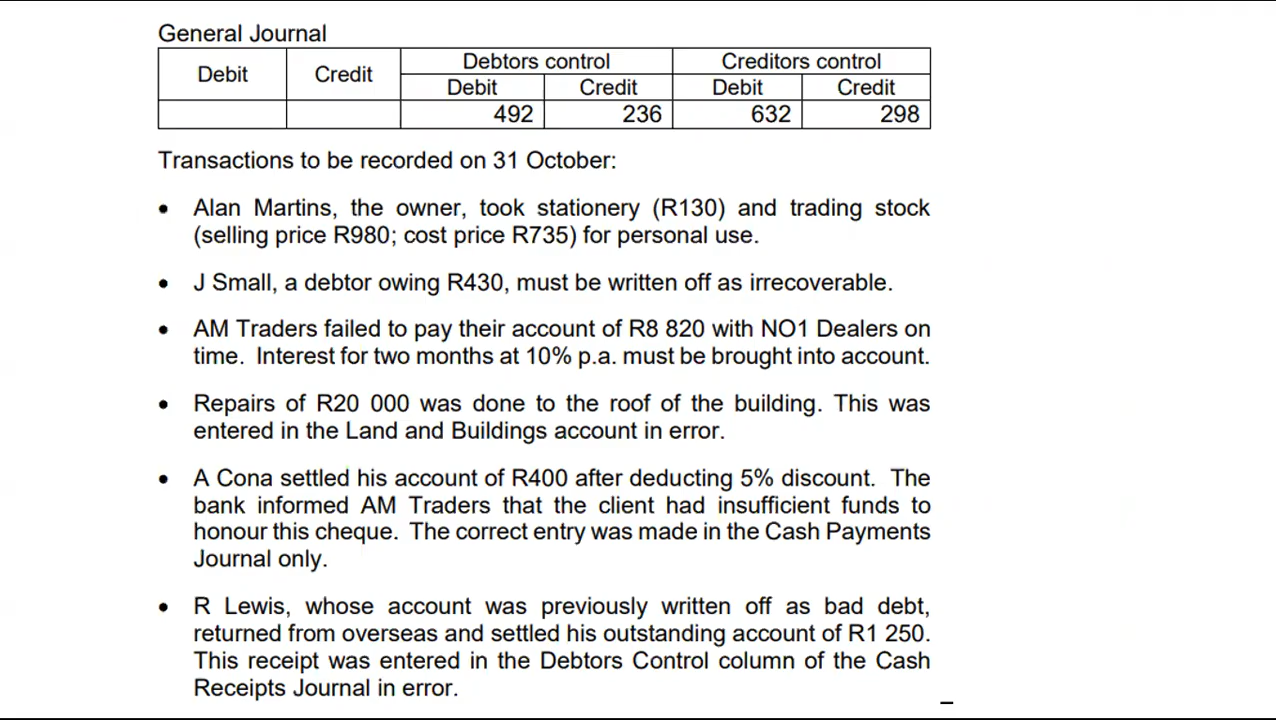 General Journal
Debit Credit Debtors control Creditors control
Debit Credit Debit Credit
492 236 632 298
Transactions to be recorded on 31 October:
• Alan Martins, the owner, took stationery (R130) and trading stock
(selling price R980; cost price R735) for personal use.
• J Small, a debtor owing R430, must be written off as irrecoverable.
• AM Traders failed to pay their account of R8 820 with NO1 Dealers on
time. Interest for two months at 10% p.a. must be brought into account.
• Repairs of R20 000 was done to the roof of the building. This was
entered in the Land and Buildings account in error.
• A Cona settled his account of R400 after deducting 5% discount. The
bank informed AM Traders that the client had insufficient funds to
honour this cheque. The correct entry was made in the Cash Payments
Journal only.
• R Lewis, whose account was previously written off as bad debt,
returned from overseas and settled his outstanding account of R1 250.
This receipt was entered in the Debtors Control column of the Cash
Receipts Journal in error.